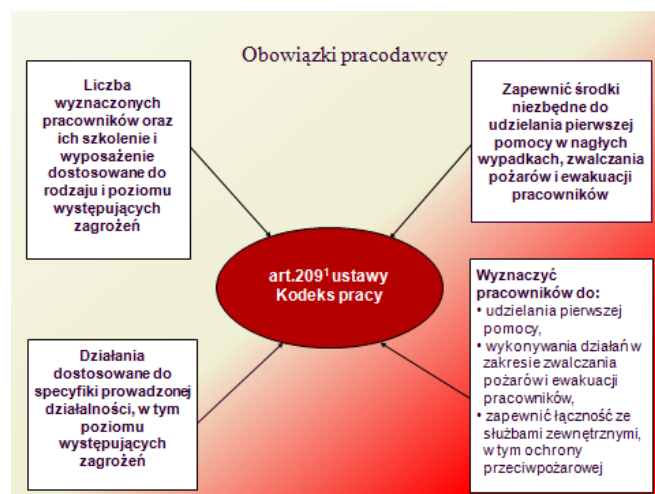 Obowiązki pracodawcy
Liczba
wyznaczonych
pracowników oraz
ich szkolenie i
wyposażenie
dostosowane do
rodzaju i poziomu
występujących
zagrożeń
Zapewnić środki
niezbędne do
udzielania pierwszej
pomocy w nagłych
wypadkach, zwalczania
pożarów i ewakuacji
pracowników
art.209¹ ustawy
Kodeks pracy
Działania
dostosowane do
specyfiki prowadzonej
działalności, w tym
poziomu
występujących
zagrożeń
Wyznaczyć
pracowników do:
• udzielania pierwszej
pomocy,
• wykonywania działań w
zakresie zwalczania
pożarów i ewakuacji
pracowników,
• zapewnić łączność ze
służbami zewnętrznymi,
w tym ochrony
przeciwpożarowej